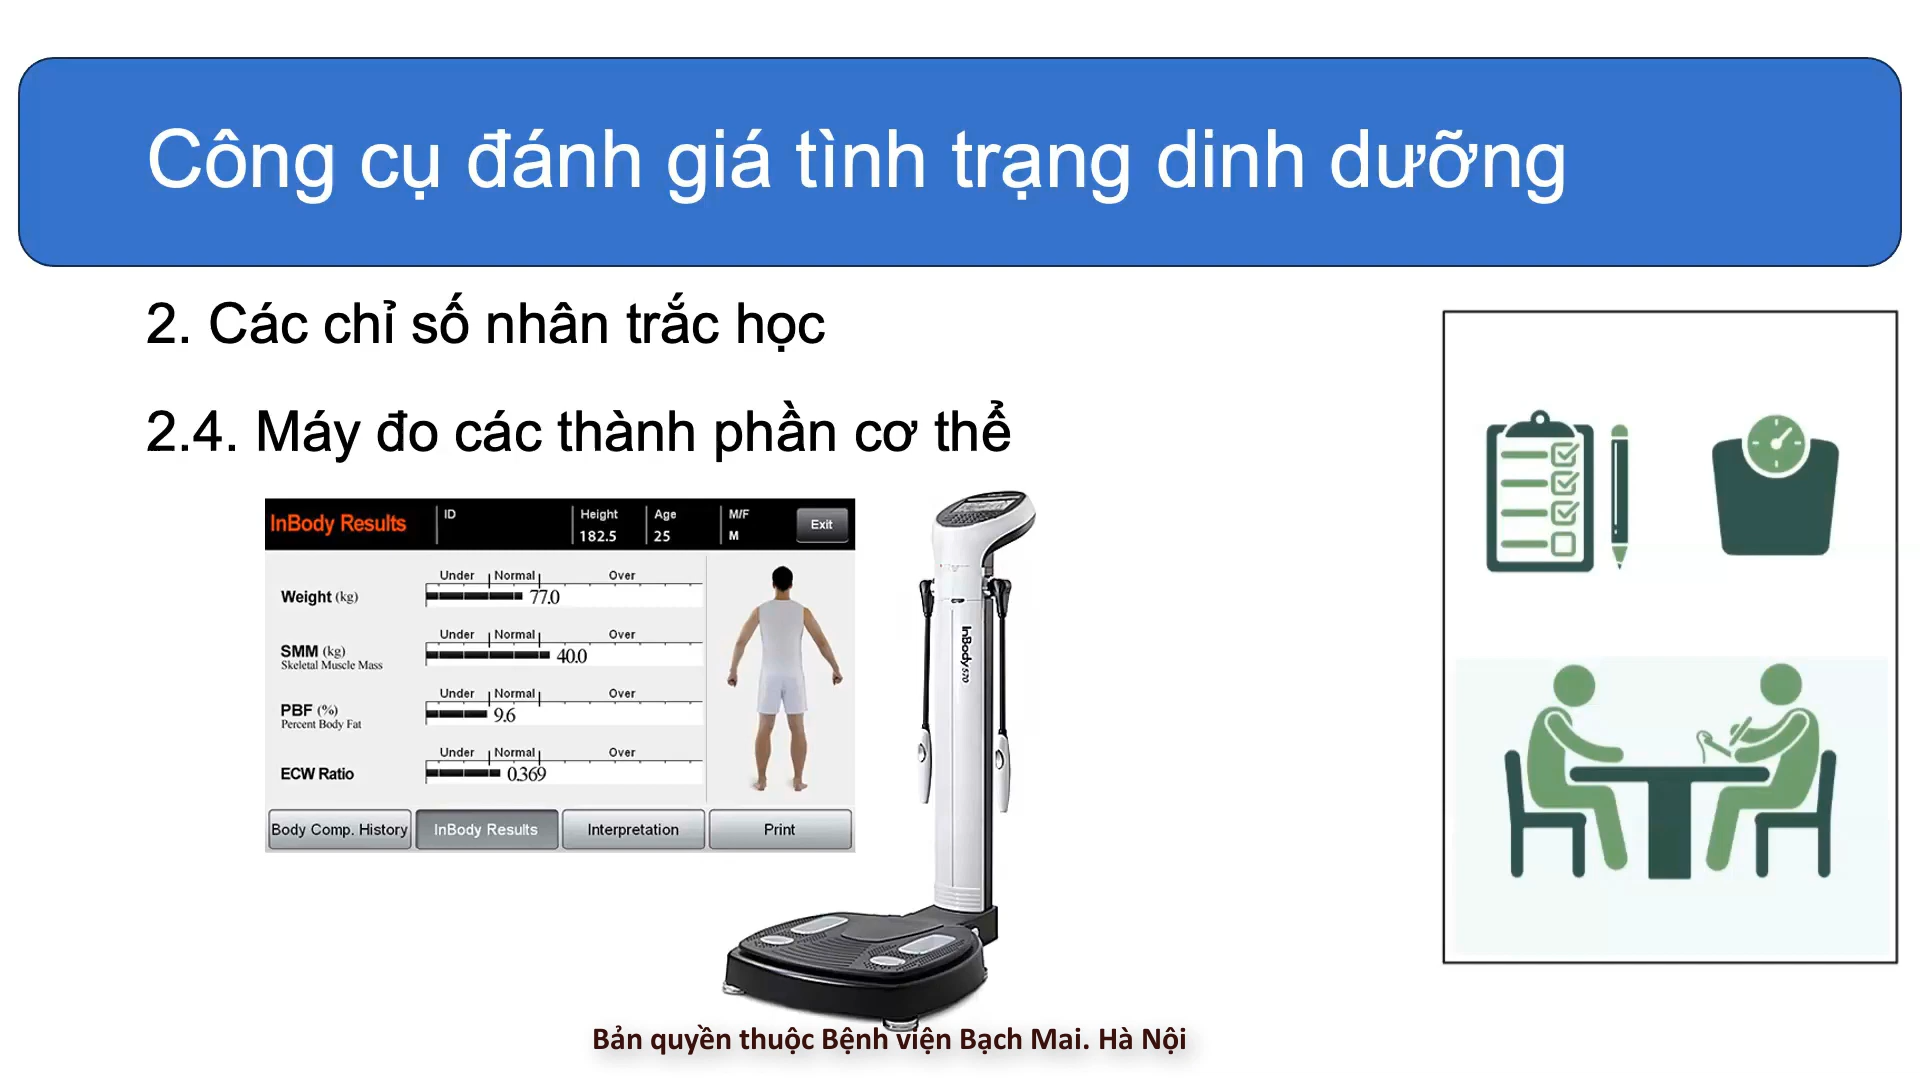 Công cụ đánh giá tình trạng dinh dưỡng
2. Các chỉ số nhân trắc học
2.4. Máy đo các thành phần cơ thể
InBody Results
ID
Height
182.5
Age
25
M/F
M
Exit
Weight (kg)
Under Normal Over
77.0
SMM (kg)
Skeletal Muscle Mass
Under Normal Over
40.0
PBF (%)
Percent Body Fat
Under Normal Over
9.6
ECW Ratio
Under Normal Over
0.369
Body Comp. History
InBody Results
Interpretation
Print
InBody570
Bản quyền thuộc Bệnh viện Bạch Mai. Hà Nội